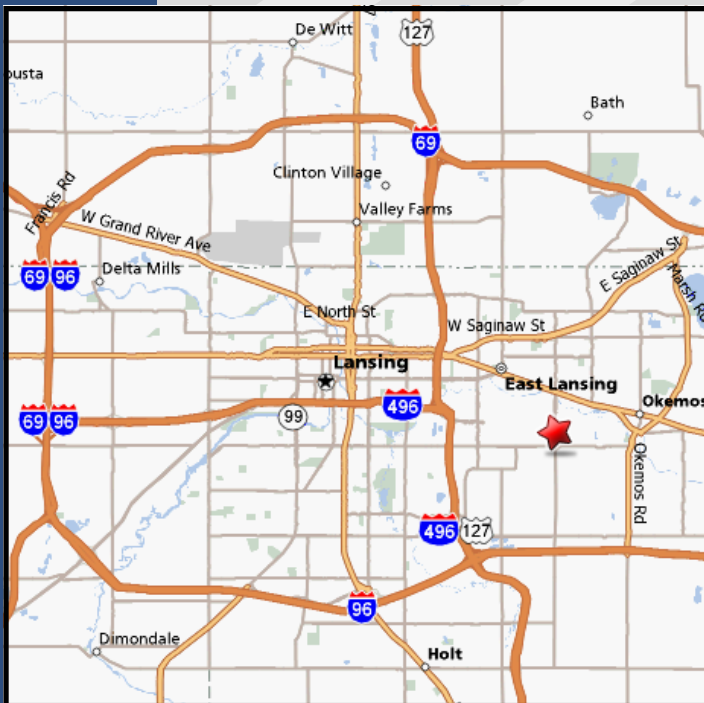 De Witt
127
ousta
Bath
69
Clinton Village
Francis Rd
Valley Farms
W Grand River Ave
E Saginaw St
69 96
Delta Mills
Marsh Rd
E North St
W Saginaw St
Lansing
East Lansing
496
Okemos
69 96
99
Okemos Rd
496 127
96
Dimondale
Holt